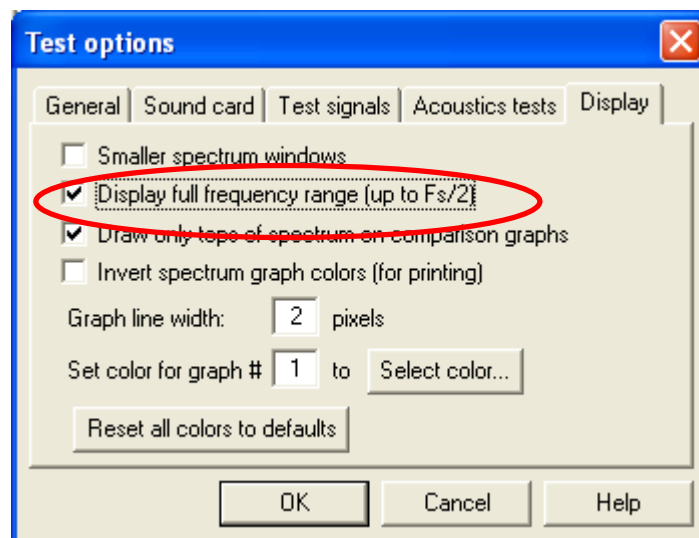 Test options
General Sound card Test signals Acoustics tests Display
Smaller spectrum windows
Display full frequency range (up to Fs/2)
Draw only tops of spectrum on comparison graphs
Invert spectrum graph colors (for printing)
Graph line width: 2 pixels
Set color for graph # 1 to Select color...
Reset all colors to defaults
OK Cancel Help